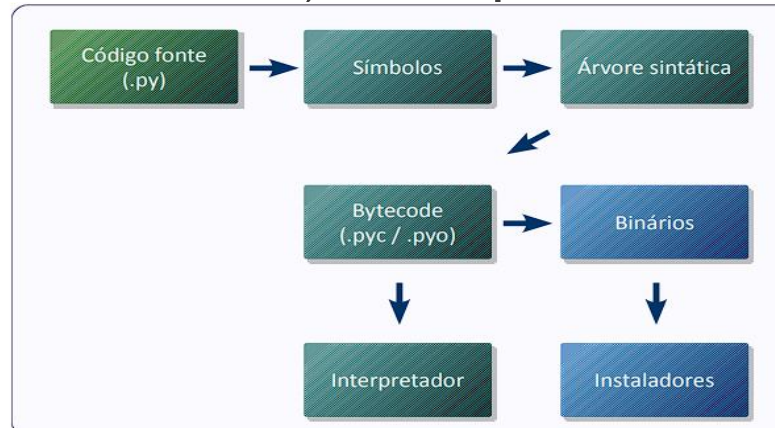 Código fonte
(.py)
Símbolos
Árvore sintática
Bytecode
(.pyc / .pyo)
Binários
Interpretador
Instaladores